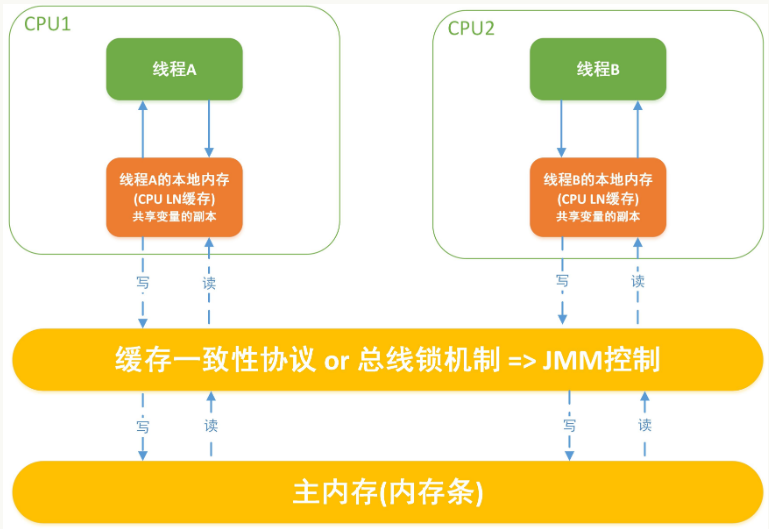 CPU1
CPU2
线程A
线程B
线程A的本地内存
(CPU LN缓存)
共享变量的副本
线程B的本地内存
(CPU LN缓存)
共享变量的副本
写
读
写
读
缓存一致性协议 or 总线锁机制 => JMM控制
写
读
写
读
主内存(内存条)